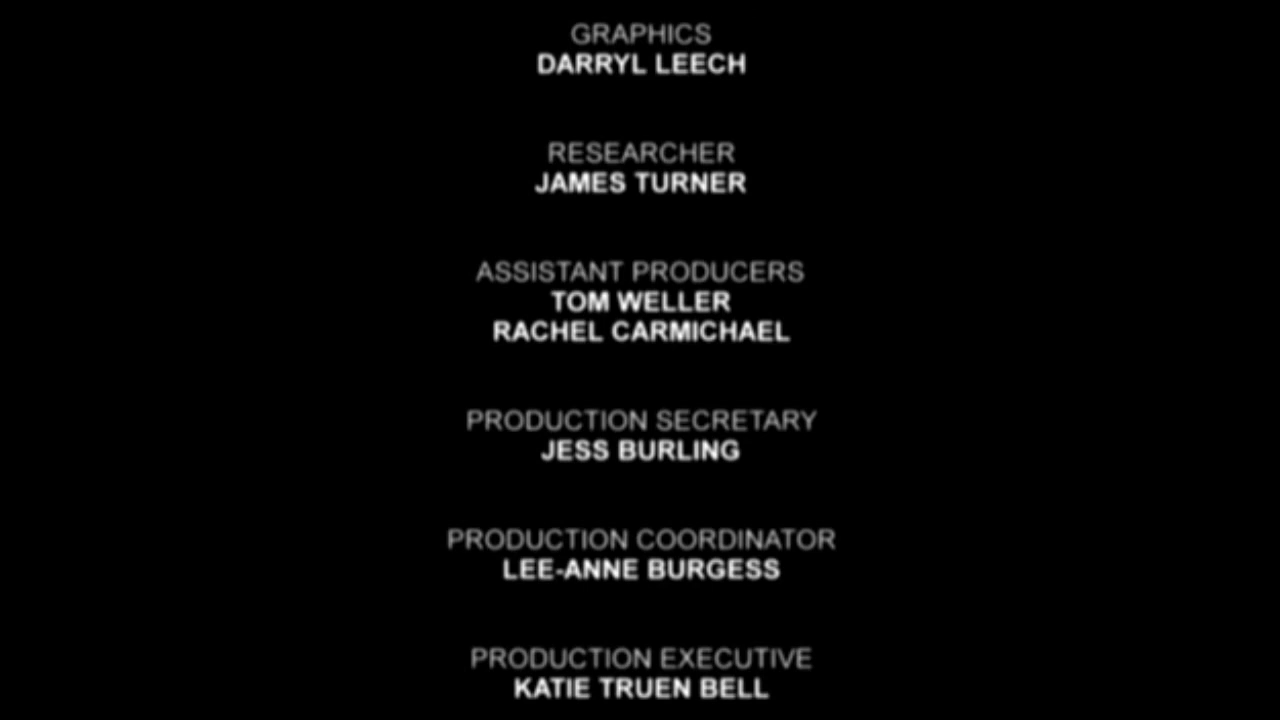 GRAPHICS
DARRYL LEECH
RESEARCHER
JAMES TURNER
ASSISTANT PRODUCERS
TOM WELLER
RACHEL CARMICHAEL
PRODUCTION SECRETARY
JESS BURLING
PRODUCTION COORDINATOR
LEE-ANNE BURGESS
PRODUCTION EXECUTIVE
KATIE TRUEN BELL